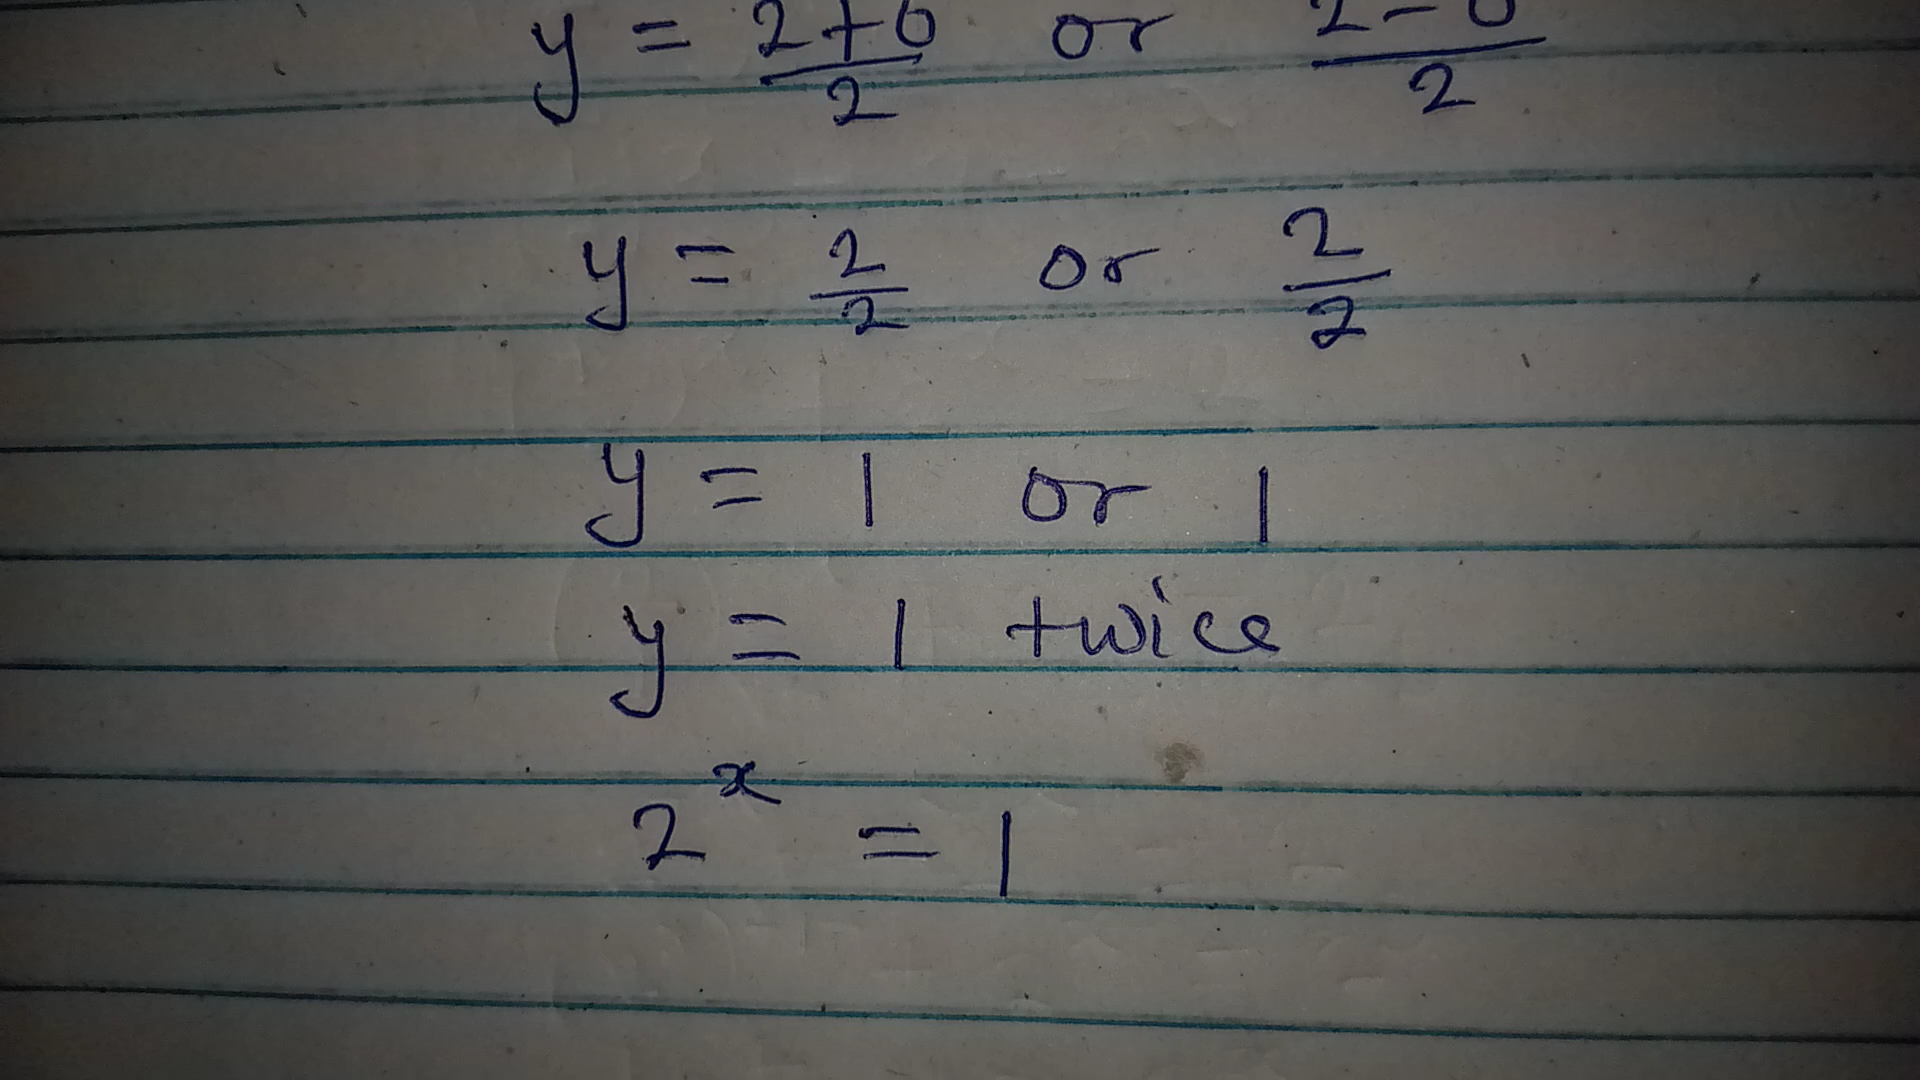 y = 2+0/2 or 2-0/2
y = 2/2 or 2/2
y = 1 or 1
y = 1 twice
2^x = 1